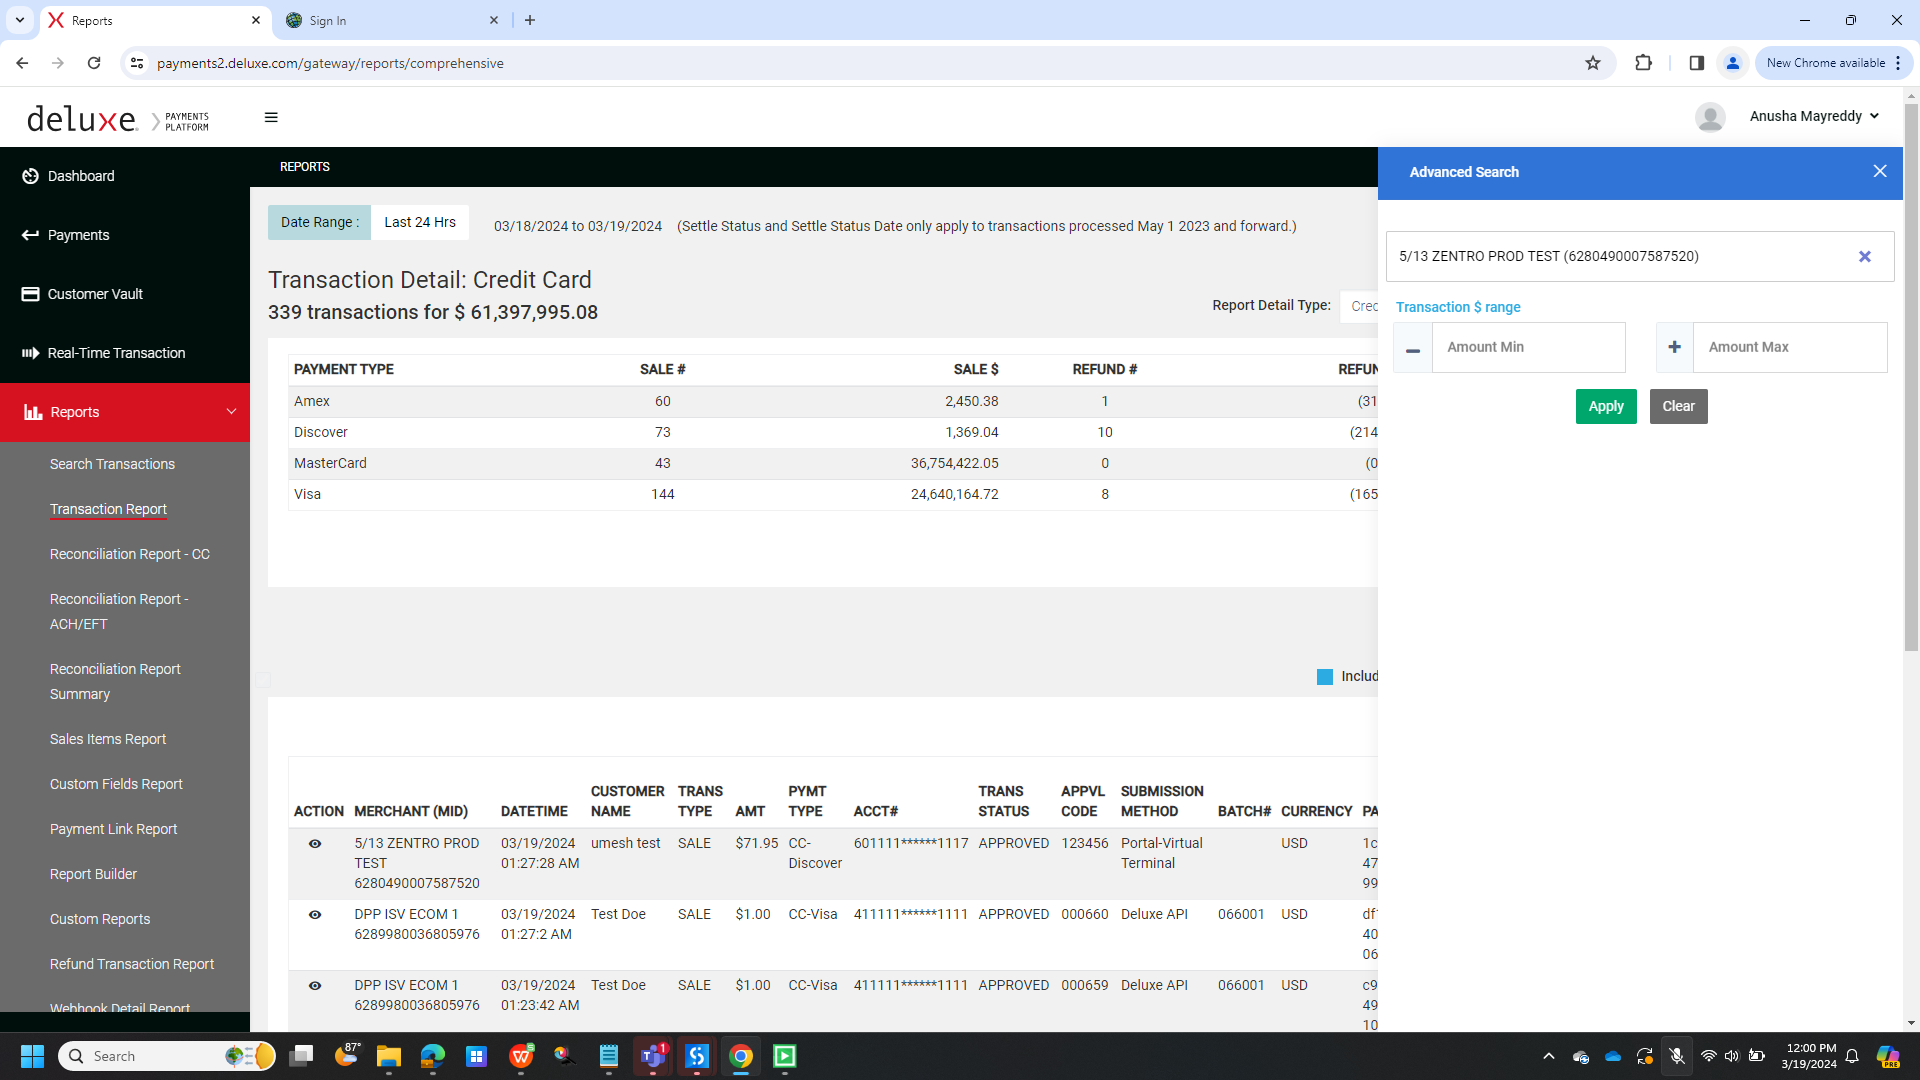 Reports
Sign In
payments2.deluxe.com/gateway/reports/comprehensive
New Chrome available
deluxe. PAYMENTS
PLATFORM
Anusha Mayreddy
Dashboard
Payments
Customer Vault
Real-Time Transaction
Reports
Search Transactions
Transaction Report
Reconciliation Report - CC
Reconciliation Report -
ACH/EFT
Reconciliation Report
Summary
Sales Items Report
Custom Fields Report
Payment Link Report
Report Builder
Custom Reports
Refund Transaction Report
Webhook Detail Report
REPORTS
Date Range : Last 24 Hrs 03/18/2024 to 03/19/2024 (Settle Status and Settle Status Date only apply to transactions processed May 1 2023 and forward.)
Transaction Detail: Credit Card
339 transactions for $ 61,397,995.08
Report Detail Type: Cred
PAYMENT TYPE SALE # SALE $ REFUND # REFUN
Amex 60 2,450.38 1 (31
Discover 73 1,369.04 10 (214
MasterCard 43 36,754,422.05 0 (0
Visa 144 24,640,164.72 8 (165
Includ
ACTION MERCHANT (MID) DATETIME CUSTOMER NAME TRANS TYPE AMT PYMT TYPE ACCT# TRANS STATUS APPVL CODE SUBMISSION METHOD BATCH# CURRENCY PA
5/13 ZENTRO PROD 03/19/2024 umesh test SALE $71.95 CC- 601111******1117 APPROVED 123456 Portal-Virtual USD 1c
TEST 01:27:28 AM Discover Terminal 47
6280490007587520 99
DPP ISV ECOM 1 03/19/2024 Test Doe SALE $1.00 CC-Visa 411111******1111 APPROVED 000660 Deluxe API 066001 USD df
6289980036805976 01:27:2 AM 40
06
DPP ISV ECOM 1 03/19/2024 Test Doe SALE $1.00 CC-Visa 411111******1111 APPROVED 000659 Deluxe API 066001 USD c9
6289980036805976 01:23:42 AM 49
10
Advanced Search
5/13 ZENTRO PROD TEST (6280490007587520)
Transaction $ range
Amount Min Amount Max
Apply Clear
Search
87°
1
12:00 PM
3/19/2024
PRE